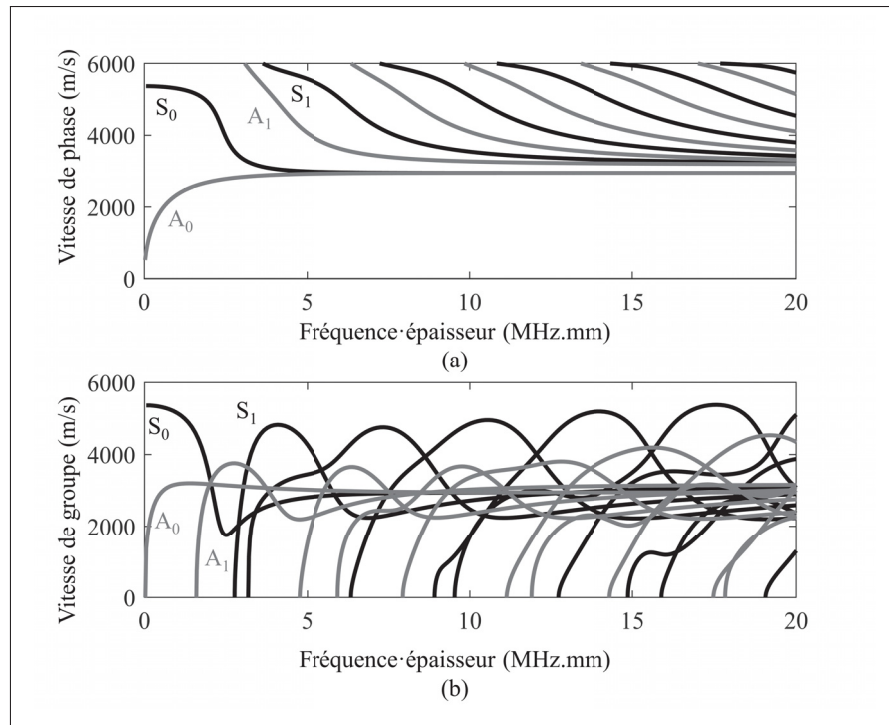 Vitesse de phase (m/s)
6000
4000
2000
0
S₀
A₁
S₁
A₀
0 5 10 15 20
Fréquence·épaisseur (MHz.mm)
(a)
Vitesse de groupe (m/s)
6000
4000
2000
0
S₀
S₁
A₀
A₁
0 5 10 15 20
Fréquence·épaisseur (MHz.mm)
(b)